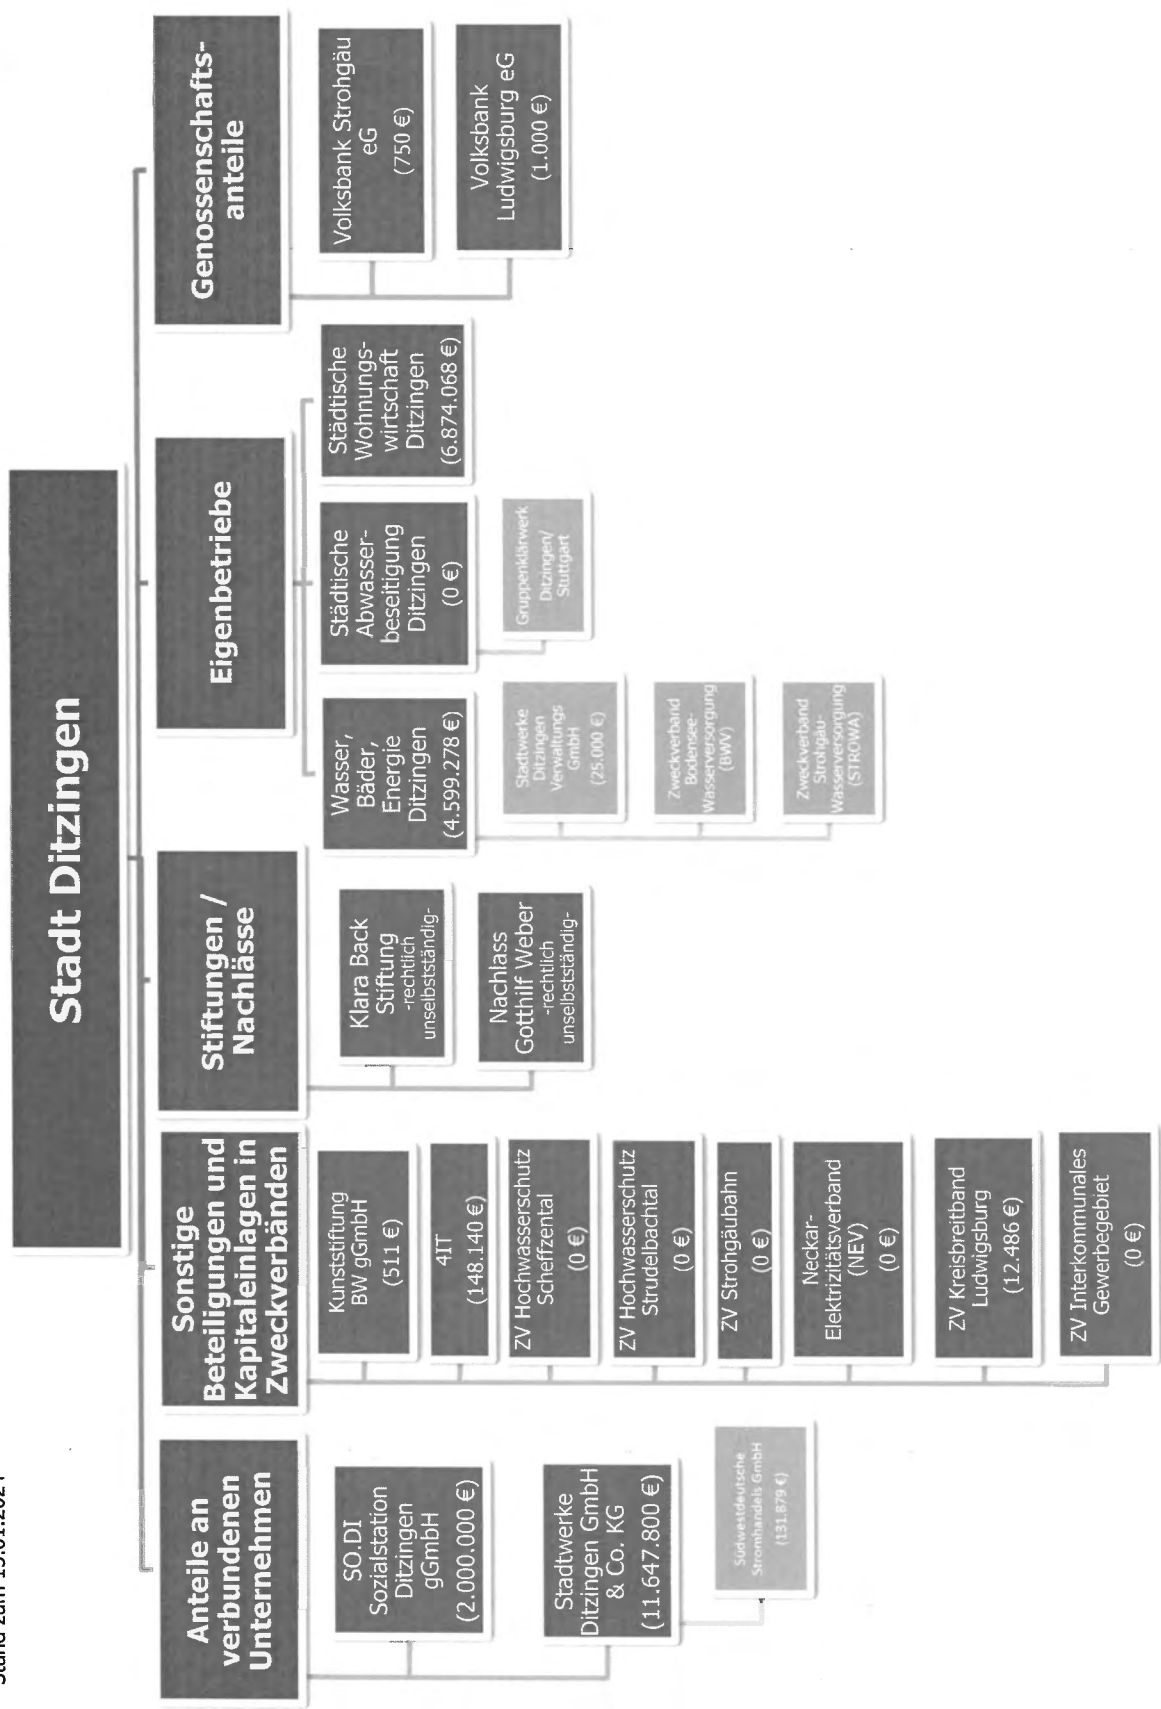 Stand zum 15.01.2024
Stadt Ditzingen
Anteile an
verbundenen
Unternehmen
SO.DI
Sozialstation
Ditzingen
gGmbH
(2.000.000 €)
Stadtwerke
Ditzingen GmbH
& Co. KG
(11.647.800 €)
Südwestdeutsche
Stromhandels GmbH
(131.879 €)
Sonstige
Beteiligungen und
Kapitaleinlagen in
Zweckverbänden
Kunststiftung
BW gGmbH
(511 €)
4IT
(148.140 €)
ZV Hochwasserschutz
Scheffzental
(0 €)
ZV Hochwasserschutz
Strudelbachtal
(0 €)
ZV Strohgäubahn
(0 €)
Neckar-
Elektrizitätsverband
(NEV)
(0 €)
ZV Kreisbreitband
Ludwigsburg
(12.486 €)
ZV Interkommunales
Gewerbegebiet
(0 €)
Stiftungen /
Nachlässe
Klara Back
Stiftung
-rechtlich
unselbstständig-
Nachlass
Gotthilf Weber
-rechtlich
unselbstständig-
Eigenbetriebe
Wasser,
Bäder,
Energie
Ditzingen
(4.599.278 €)
Stadtwerke
Ditzingen
Verwaltungs
GmbH
(25.000 €)
Zweckverband
Bodensee-
Wasserversorgung
(BWV)
Zweckverband
Strohgäu-
Wasserversorgung
(STROWA)
Städtische
Abwasser-
beseitigung
Ditzingen
(0 €)
Gruppenklärwerk
Ditzingen/
Stuttgart
Städtische
Wohnungs-
wirtschaft
Ditzingen
(6.874.068 €)
Genossenschafts-
anteile
Volksbank Strohgäu
eG
(750 €)
Volksbank
Ludwigsburg eG
(1.000 €)